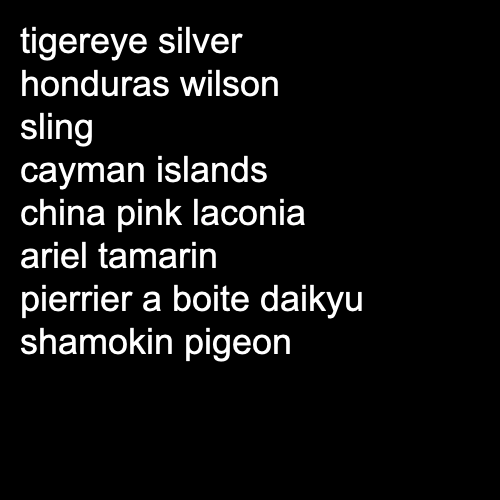 tigereye silver
honduras wilson
sling
cayman islands
china pink laconia
ariel tamarin
pierrier a boite daikyu
shamokin pigeon